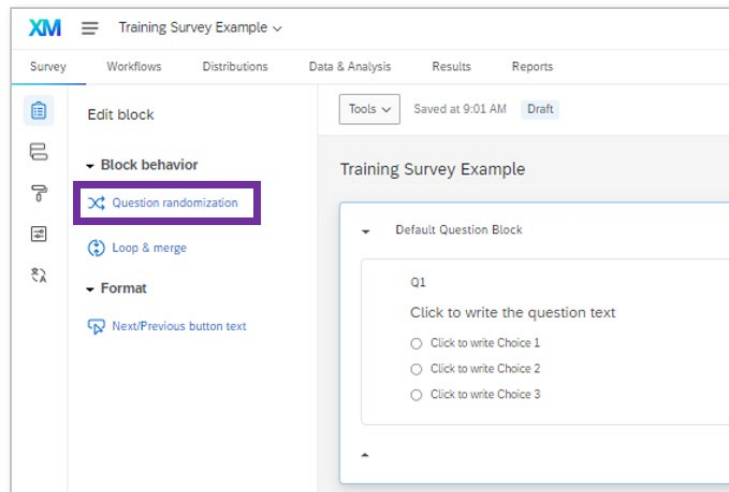 XM Training Survey Example
Survey Workflows Distributions Data & Analysis Results Reports
Edit block
Block behavior
Question randomization
Loop & merge
Format
Next/Previous button text
Tools Saved at 9:01 AM Draft
Training Survey Example
Default Question Block
Q1
Click to write the question text
Click to write Choice 1
Click to write Choice 2
Click to write Choice 3